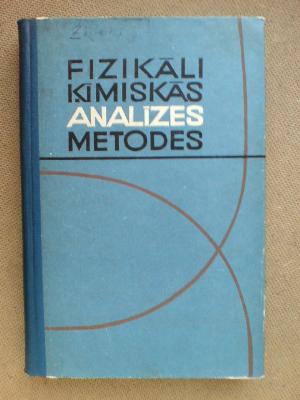 FIZIKĀLI
ĶĪMISKĀS
ANALĪZES
METODES